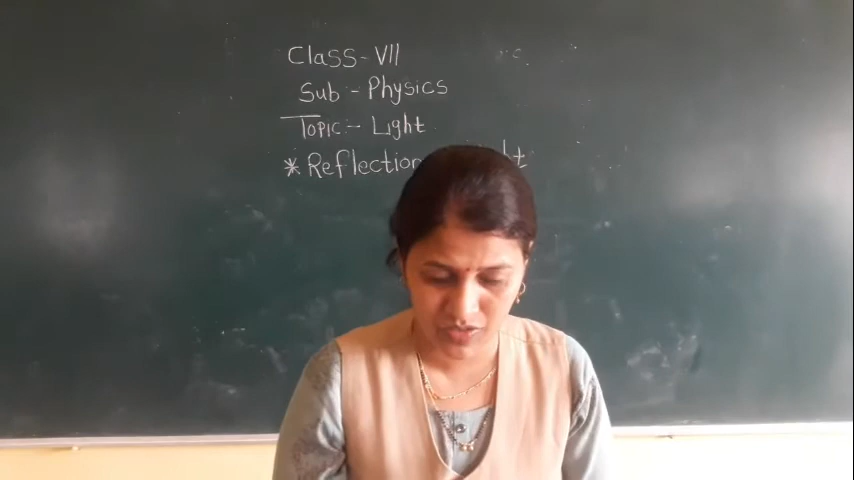 Class-VII
Sub:- Physics
Topic:- Light
* Reflection